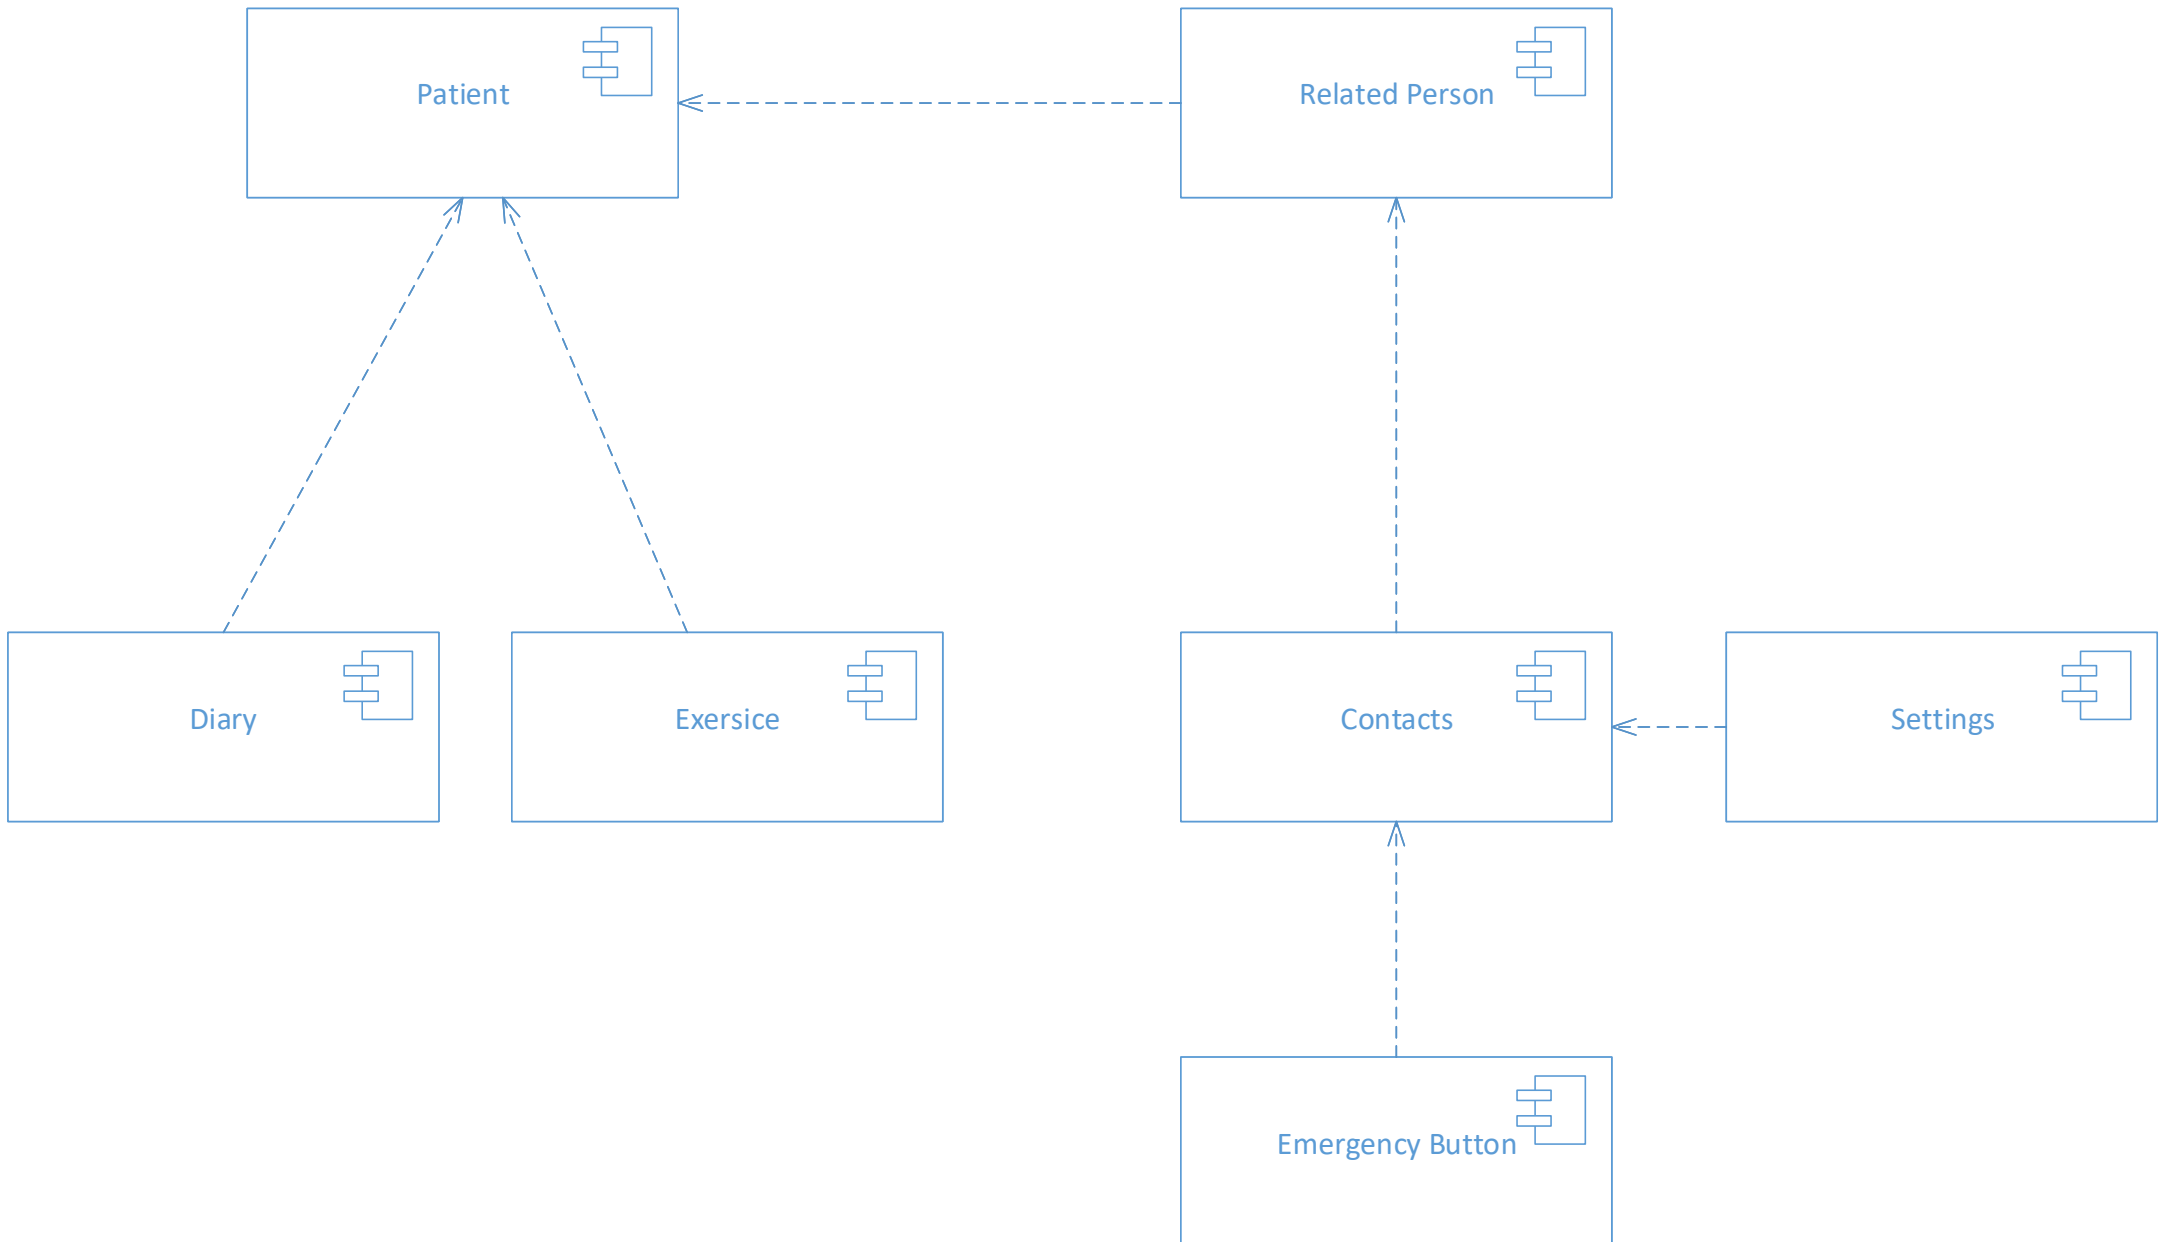 Patient
Related Person
Diary
Exersice
Contacts
Settings
Emergency Button